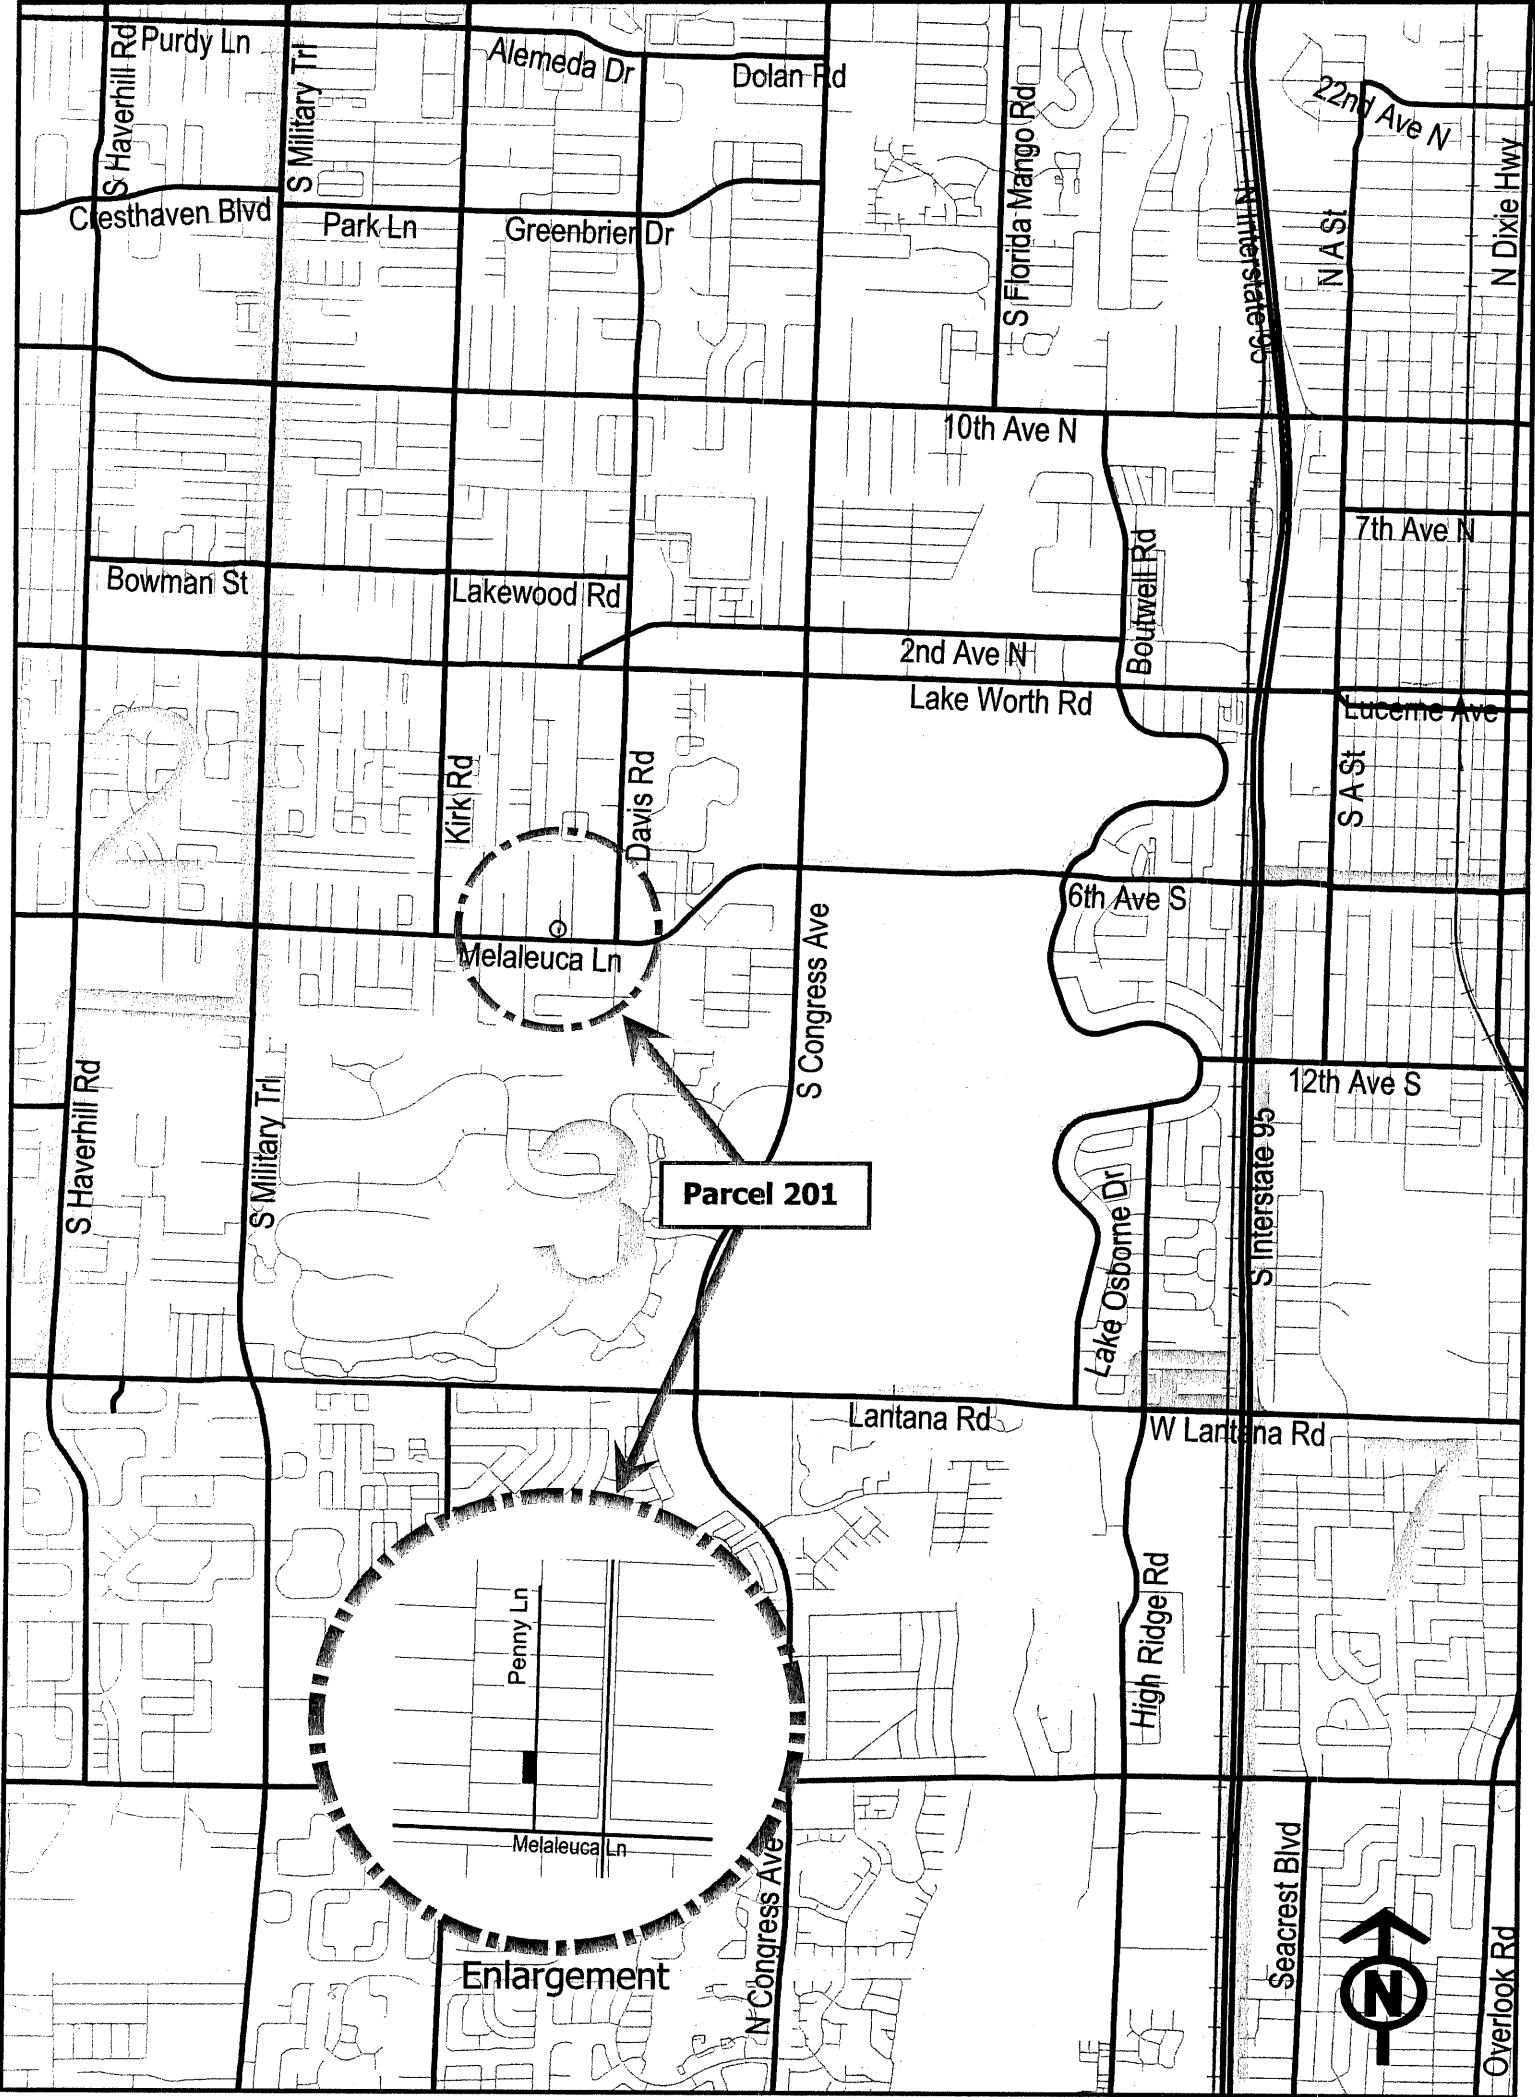 Purdy Ln
Alemeda Dr
Dolan Rd
S Haverhill Rd
S Military Trl
S Florida Mango Rd
22nd Ave N
N Dixie Hwy
Cresthaven Blvd
Park Ln
Greenbrier Dr
N Interstate 95
N A St
10th Ave N
7th Ave N
Bowman St
Lakewood Rd
Boutwell Rd
2nd Ave N
Lake Worth Rd
Lucerne Ave
Kirk Rd
Davis Rd
S A St
6th Ave S
Melaleuca Ln
S Congress Ave
12th Ave S
S Haverhill Rd
S Military Trl
Parcel 201
Lake Osborne Dr
S Interstate 95
Lantana Rd
W Lantana Rd
High Ridge Rd
Penny Ln
Melaleuca Ln
Enlargement
N Congress Ave
Seacrest Blvd
N
Overlook Rd